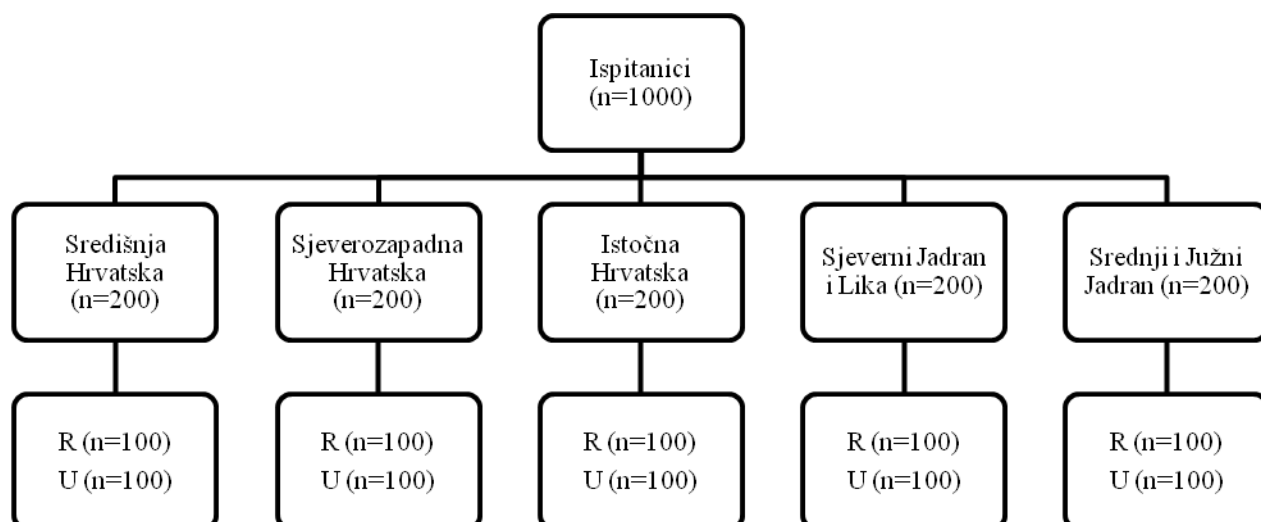 Ispitanici
(n=1000)
Središnja
Hrvatska
(n=200)
Sjeverozapadna
Hrvatska
(n=200)
Istočna
Hrvatska
(n=200)
Sjeverni Jadran
i Lika (n=200)
Srednji i Južni
Jadran (n=200)
R (n=100)
U (n=100)
R (n=100)
U (n=100)
R (n=100)
U (n=100)
R (n=100)
U (n=100)
R (n=100)
U (n=100)